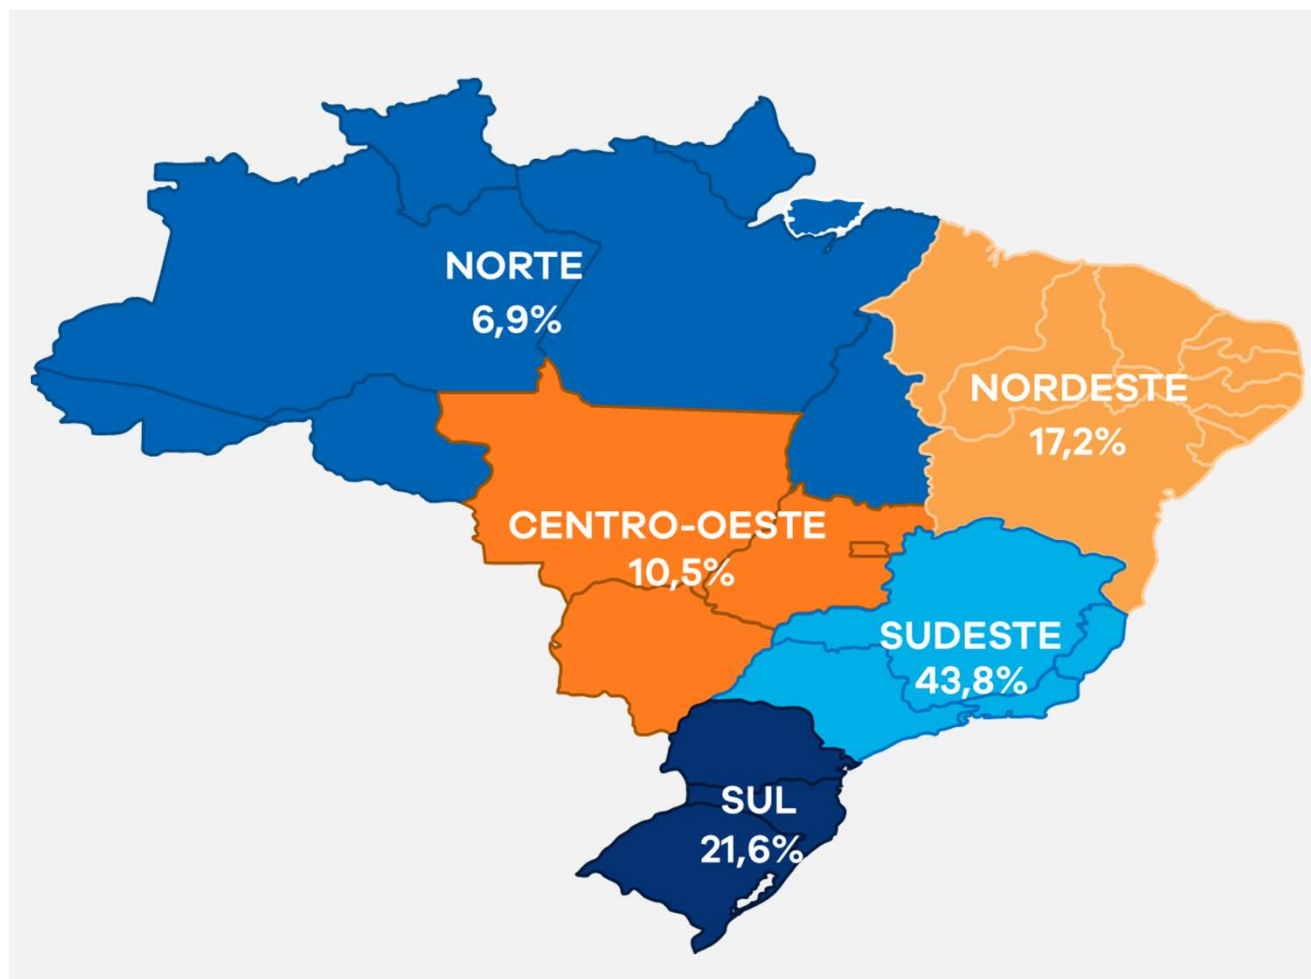 NORTE
6,9%
NORDESTE
17,2%
CENTRO-OESTE
10,5%
SUDESTE
43,8%
SUL
21,6%